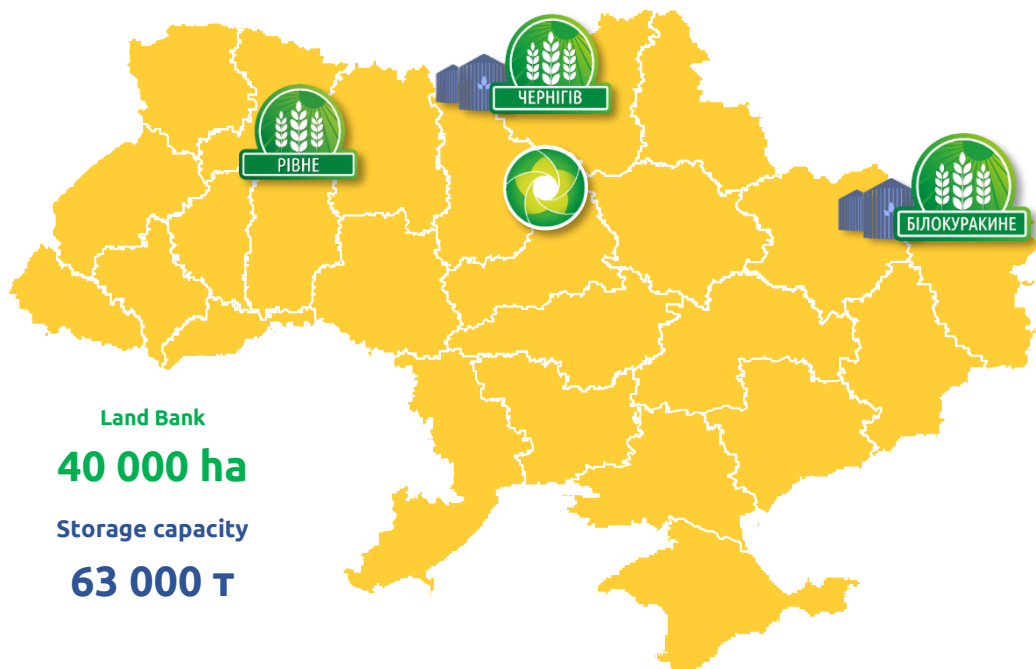 ЧЕРНІГІВ
РІВНЕ
БІЛОКУРАКИНЕ
Land Bank
40 000 ha
Storage capacity
63 000 т